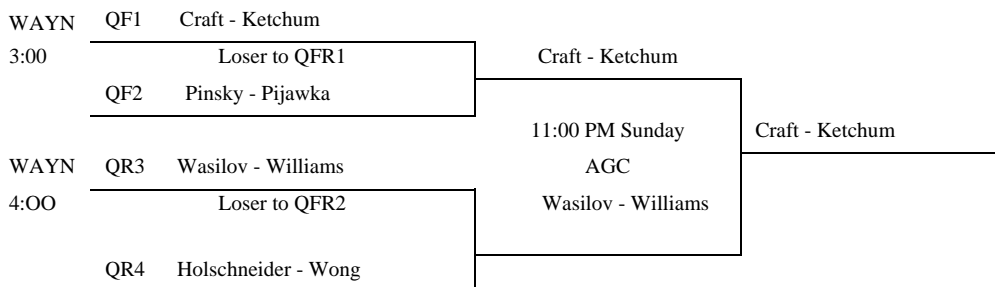 WAYN QF1 Craft - Ketchum
3:00 Loser to QFR1 Craft - Ketchum
QF2 Pinsky - Pijawka
11:00 PM Sunday Craft - Ketchum
WAYN QR3 Wasilov - Williams AGC
4:OO Loser to QFR2 Wasilov - Williams
QR4 Holschneider - Wong